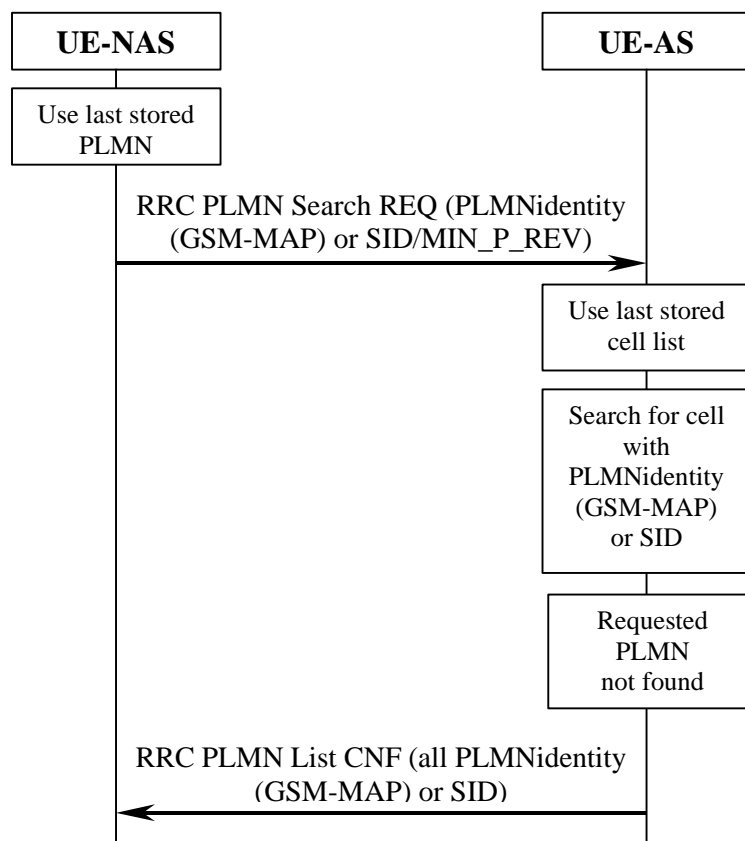 UE-NAS
UE-AS
Use last stored
PLMN
RRC PLMN Search REQ (PLMNidentity
(GSM-MAP) or SID/MIN_P_REV)
Use last stored
cell list
Search for cell
with
PLMNidentity
(GSM-MAP)
or SID
Requested
PLMN
not found
RRC PLMN List CNF (all PLMNidentity
(GSM-MAP) or SID)